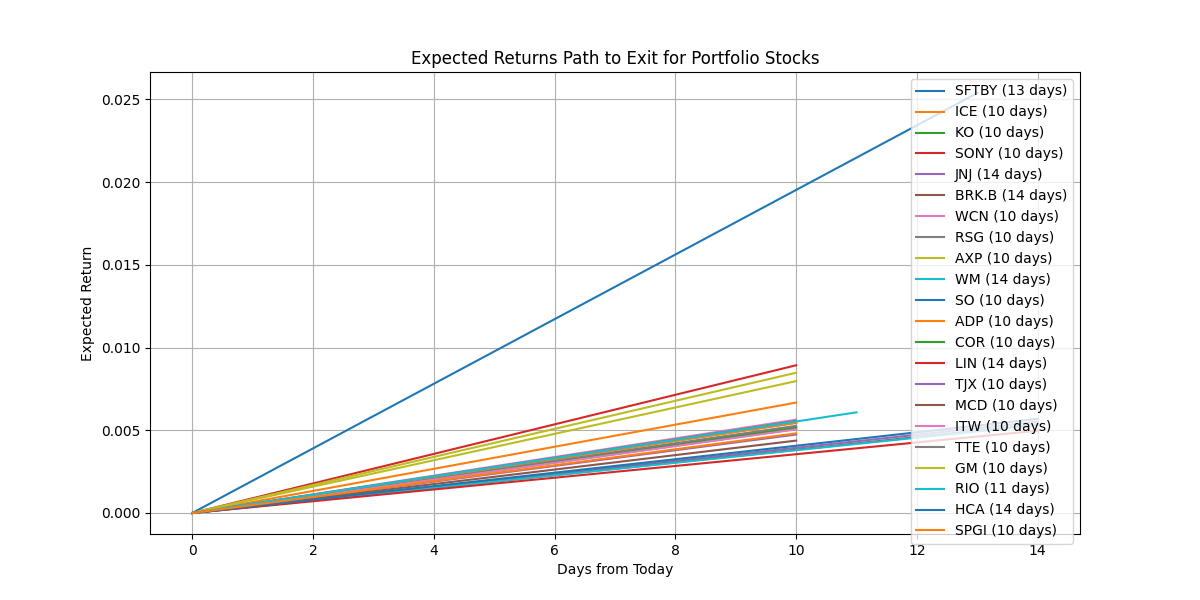 Expected Returns Path to Exit for Portfolio Stocks
0.025
0.020
0.015
0.010
0.005
0.000
Expected Return
0 2 4 6 8 10 12 14
Days from Today
SFTBY (13 days)
ICE (10 days)
KO (10 days)
SONY (10 days)
JNJ (14 days)
BRK.B (14 days)
WCN (10 days)
RSG (10 days)
AXP (10 days)
WM (14 days)
SO (10 days)
ADP (10 days)
COR (10 days)
LIN (14 days)
TJX (10 days)
MCD (10 days)
ITW (10 days)
TTE (10 days)
GM (10 days)
RIO (11 days)
HCA (14 days)
SPGI (10 days)